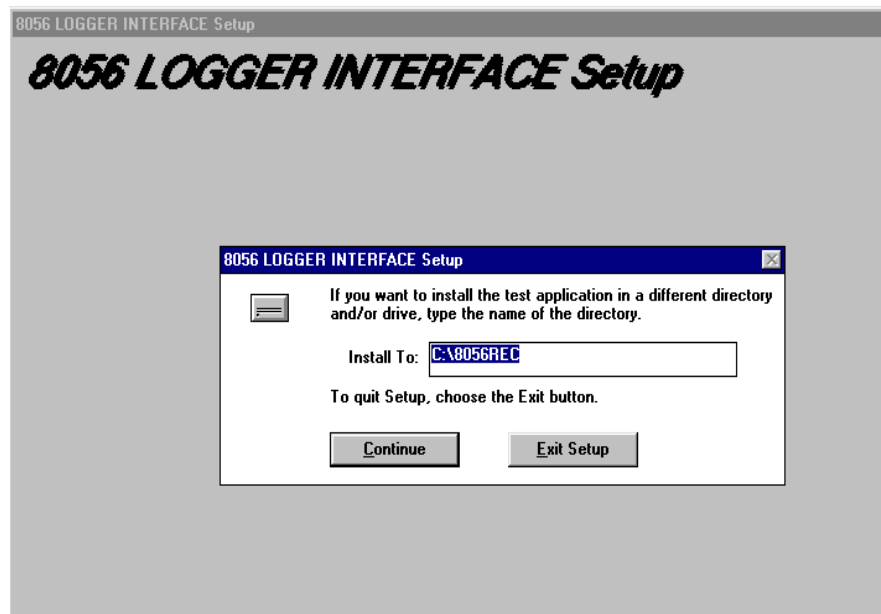 8056 LOGGER INTERFACE Setup
8056 LOGGER INTERFACE Setup
8056 LOGGER INTERFACE Setup
If you want to install the test application in a different directory
and/or drive, type the name of the directory.
Install To: C:\8056REC
To quit Setup, choose the Exit button.
Continue Exit Setup